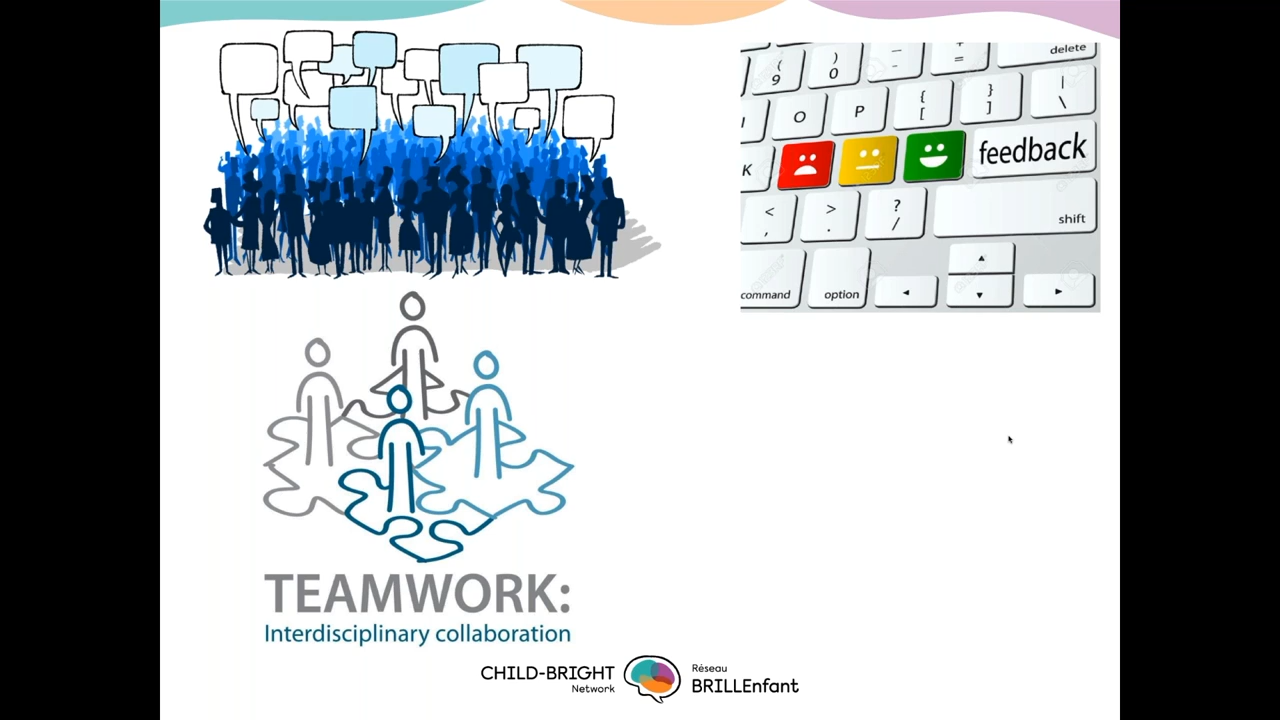 delete
( 9
) 0
- -
+ =
I
O
P
{ [
} ]
| \
K
feedback
< ,
> .
? /
shift
command
option
TEAMWORK:
Interdisciplinary collaboration
CHILD-BRIGHT
Network
Réseau
BRILLEnfant